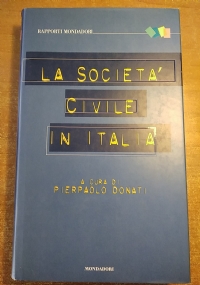 RAPPORTI MONDADORI
LA SOCIETA'
CIVILE
IN ITALIA
A CURA DI
PIERPAOLO DONATI
MONDADORI